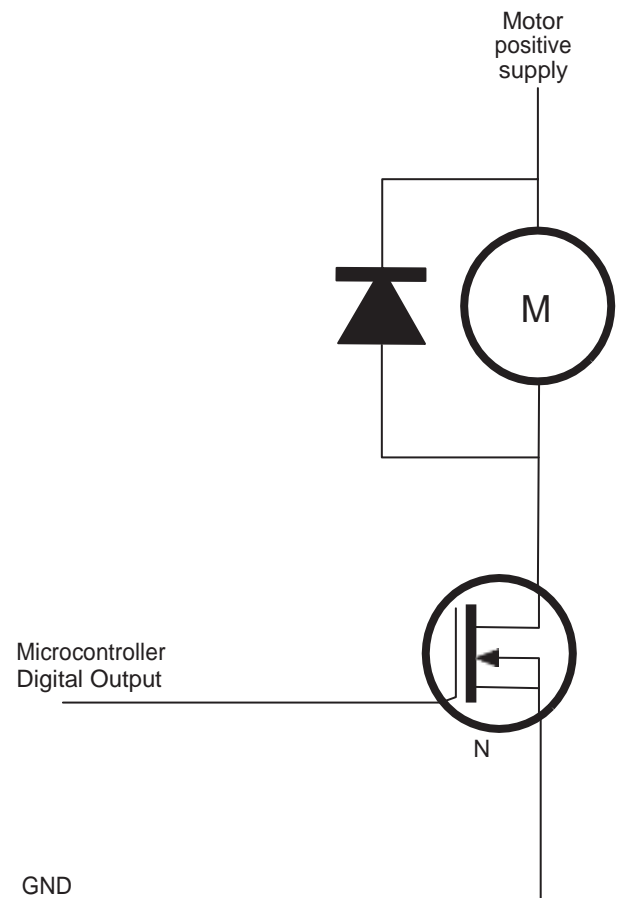 Motor
positive
supply
M
Microcontroller
Digital Output
N
GND